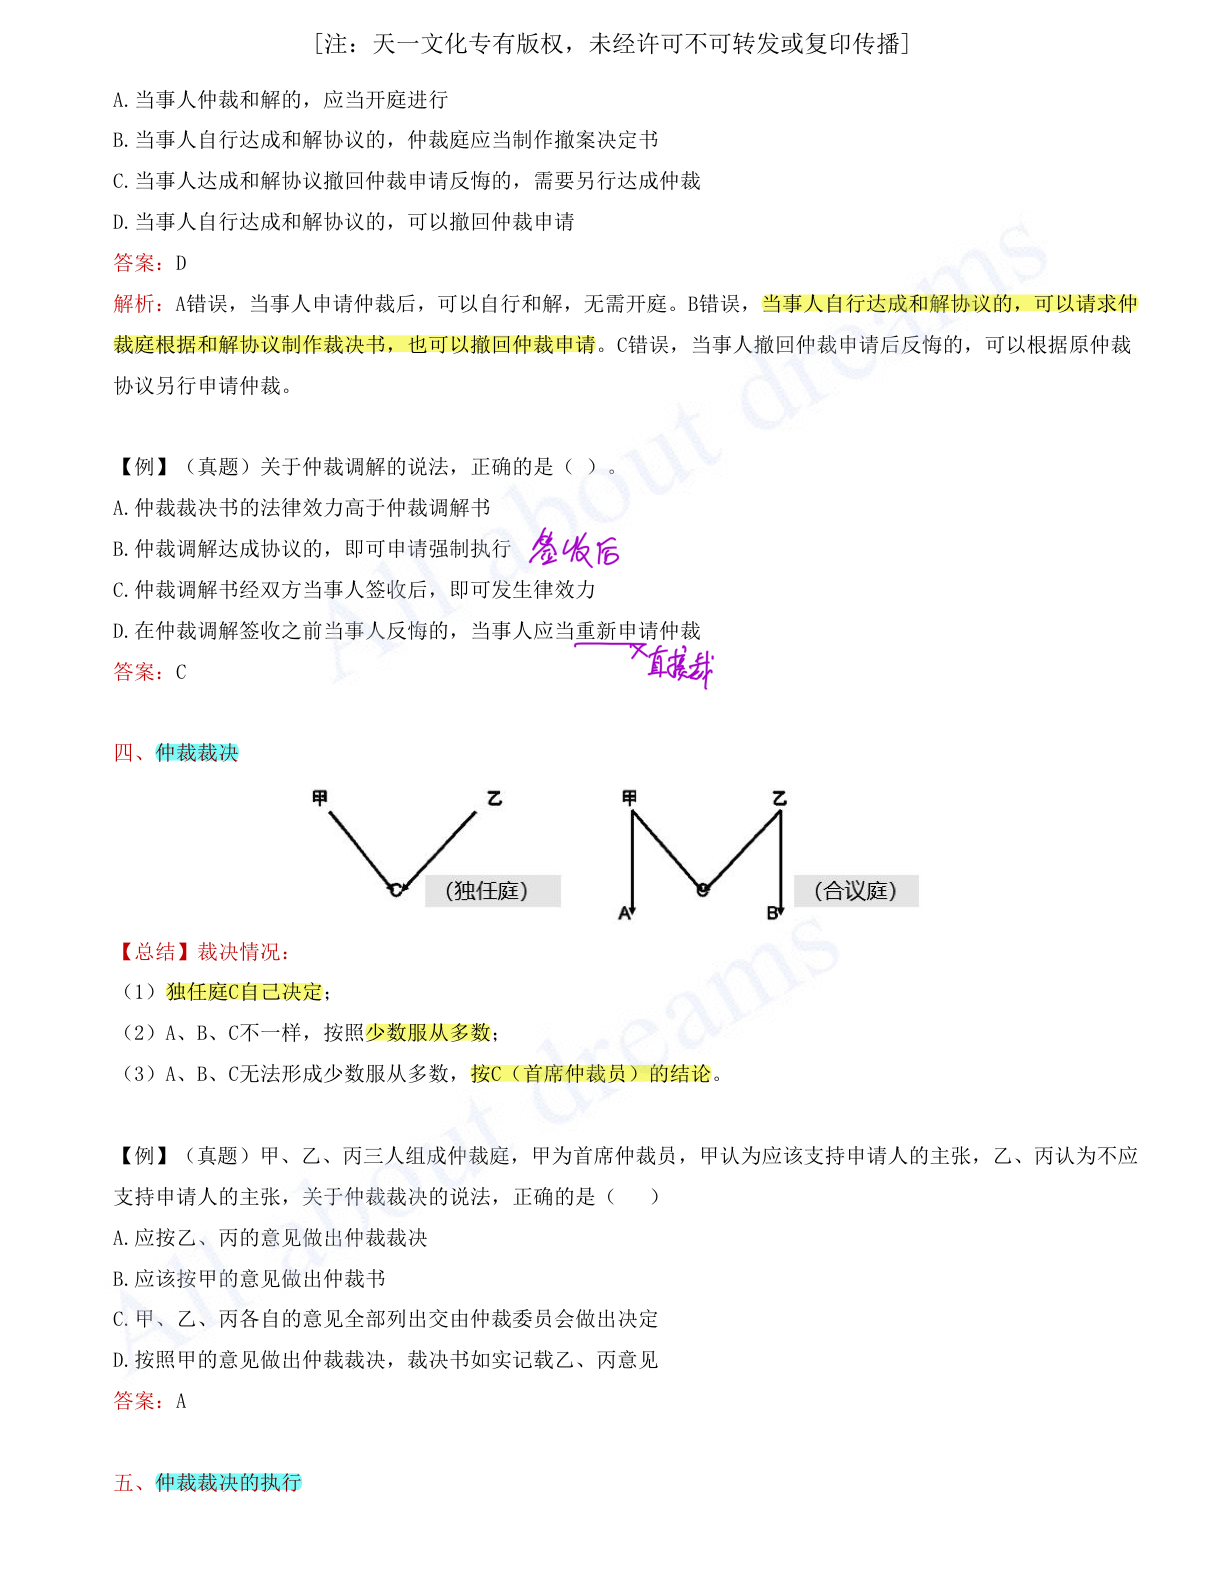 [注：天一文化专有版权，未经许可不可转发或复印传播]
A.当事人仲裁和解的，应当开庭进行
B.当事人自行达成和解协议的，仲裁庭应当制作撤案决定书
C.当事人达成和解协议撤回仲裁申请反悔的，需要另行达成仲裁
D.当事人自行达成和解协议的，可以撤回仲裁申请
答案：D
解析：A错误，当事人申请仲裁后，可以自行和解，无需开庭。B错误，当事人自行达成和解协议的，可以请求仲
裁庭根据和解协议制作裁决书，也可以撤回仲裁申请。C错误，当事人撤回仲裁申请后反悔的，可以根据原仲裁
协议另行申请仲裁。
【例】（真题）关于仲裁调解的说法，正确的是（ ）。
A.仲裁裁决书的法律效力高于仲裁调解书
B.仲裁调解达成协议的，即可申请强制执行 签收后
C.仲裁调解书经双方当事人签收后，即可发生律效力
D.在仲裁调解签收之前当事人反悔的，当事人应当重新申请仲裁
直接裁
答案：C
四、仲裁裁决
甲 乙 甲 乙
C （独任庭） C （合议庭）
A B
【总结】裁决情况：
（1）独任庭C自己决定；
（2）A、B、C不一样，按照少数服从多数；
（3）A、B、C无法形成少数服从多数，按C（首席仲裁员）的结论。
【例】（真题）甲、乙、丙三人组成仲裁庭，甲为首席仲裁员，甲认为应该支持申请人的主张，乙、丙认为不应
支持申请人的主张，关于仲裁裁决的说法，正确的是（ ）
A.应按乙、丙的意见做出仲裁裁决
B.应该按甲的意见做出仲裁书
C.甲、乙、丙各自的意见全部列出交由仲裁委员会做出决定
D.按照甲的意见做出仲裁裁决，裁决书如实记载乙、丙意见
答案：A
五、仲裁裁决的执行
All about dreams
All about dreams